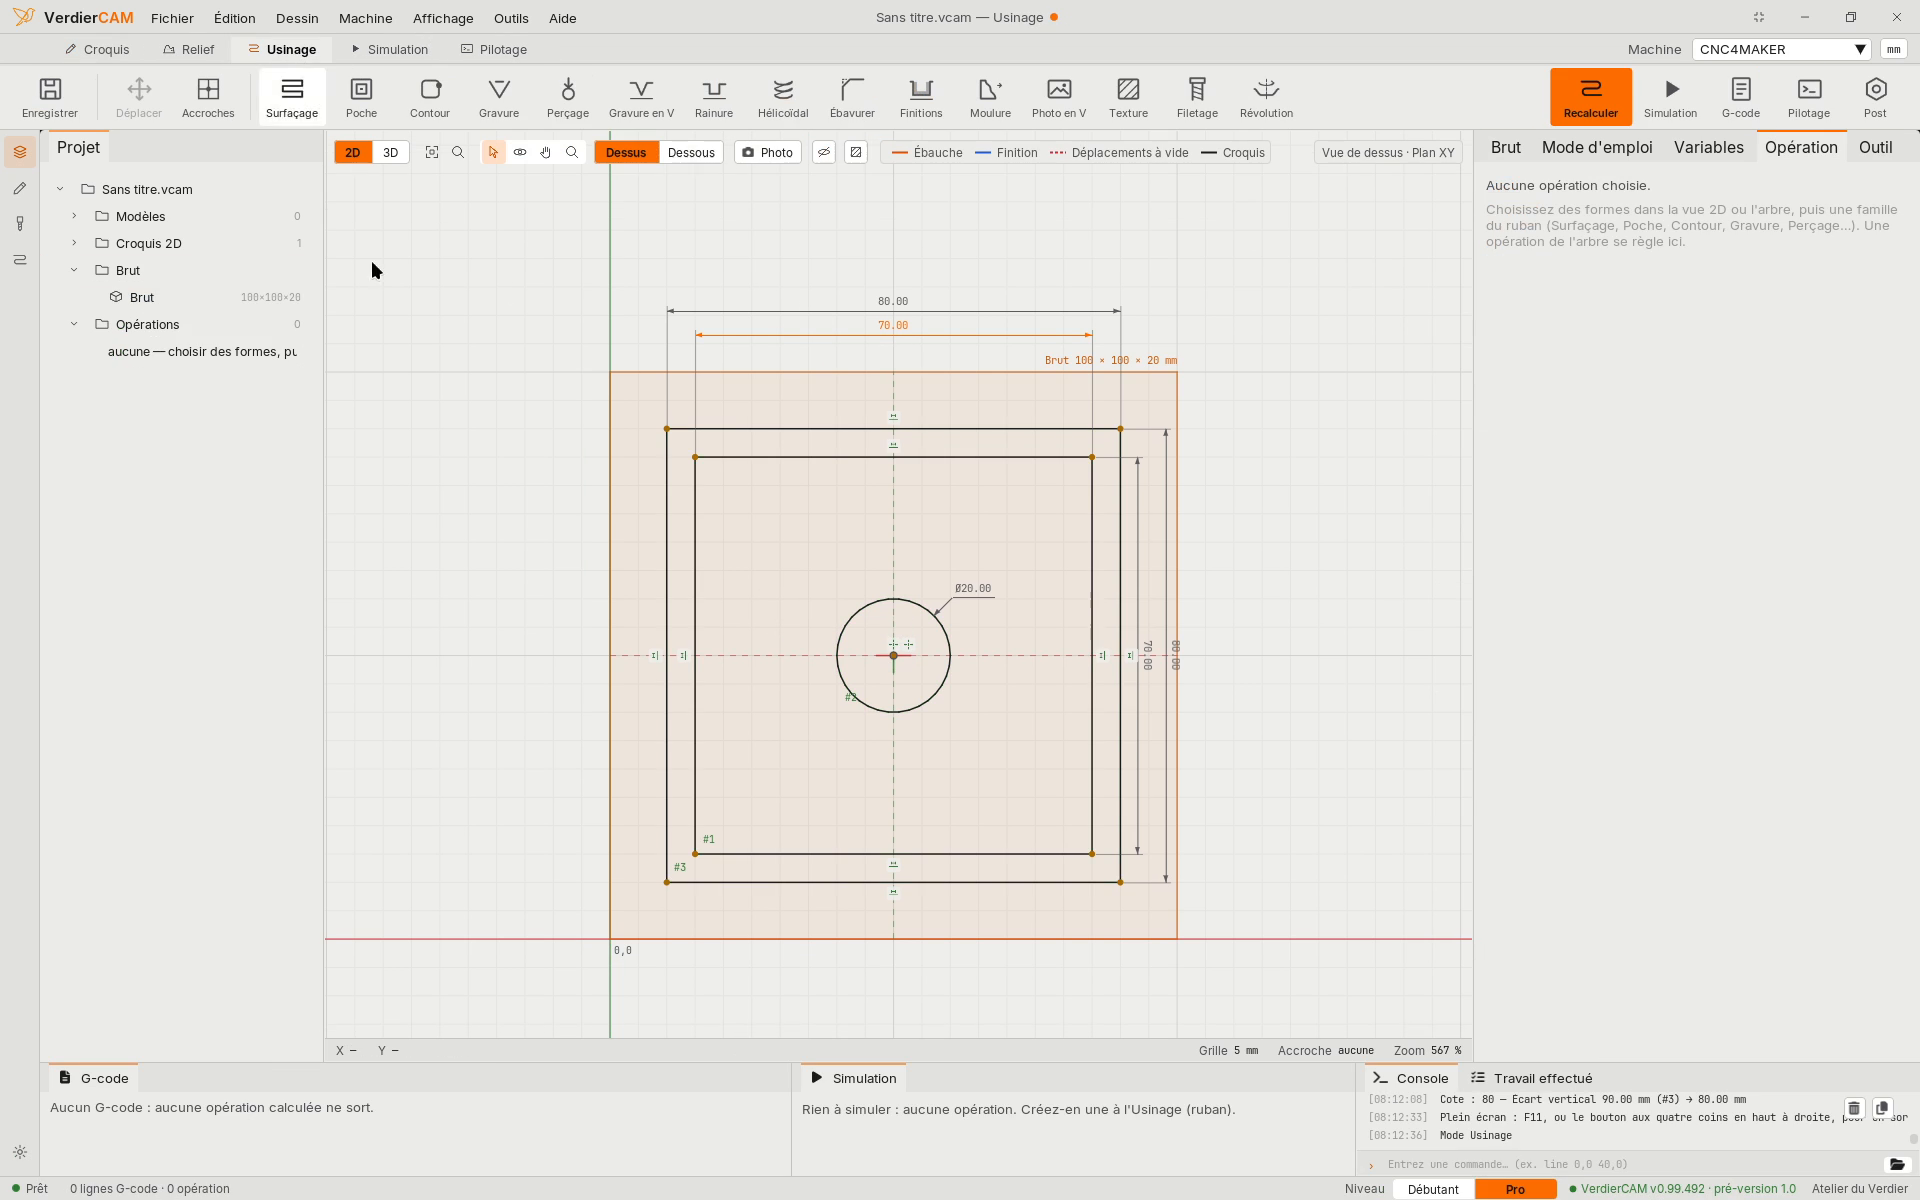 VerdierCAM
Fichier
Édition
Dessin
Machine
Affichage
Outils
Aide
Sans titre.vcam — Usinage
Croquis
Relief
Usinage
Simulation
Pilotage
Machine
CNC4MAKER
mm
Enregistrer
Déplacer
Accroches
Surfaçage
Poche
Contour
Gravure
Perçage
Gravure en V
Rainure
Hélicoïdal
Ébavurer
Finitions
Moulure
Photo en V
Texture
Filetage
Révolution
Recalculer
Simulation
G-code
Pilotage
Post
Projet
Sans titre.vcam
Modèles 0
Croquis 2D 1
Brut
Brut 100×100×20
Opérations 0
aucune — choisir des formes, pu
2D
3D
Dessus
Dessous
Photo
Ébauche
Finition
Déplacements à vide
Croquis
Vue de dessus · Plan XY
80.00
70.00
Brut 100 × 100 × 20 mm
Ø20.00
70.00
80.00
#2
#1
#3
0,0
X –
Y –
Grille 5 mm
Accroche aucune
Zoom 567 %
Brut
Mode d'emploi
Variables
Opération
Outil
Aucune opération choisie.
Choisissez des formes dans la vue 2D ou l'arbre, puis une famille
du ruban (Surfaçage, Poche, Contour, Gravure, Perçage…). Une
opération de l'arbre se règle ici.
G-code
Aucun G-code : aucune opération calculée ne sort.
Simulation
Rien à simuler : aucune opération. Créez-en une à l'Usinage (ruban).
Console
Travail effectué
[08:12:08] Cote : 80 — Écart vertical 90.00 mm (#3) → 80.00 mm
[08:12:33] Plein écran : F11, ou le bouton aux quatre coins en haut à droite, pour en sor
[08:12:36] Mode Usinage
› Entrez une commande… (ex. line 0,0 40,0)
Prêt
0 lignes G-code · 0 opération
Niveau
Débutant
Pro
VerdierCAM v0.99.492 · pré-version 1.0
Atelier du Verdier